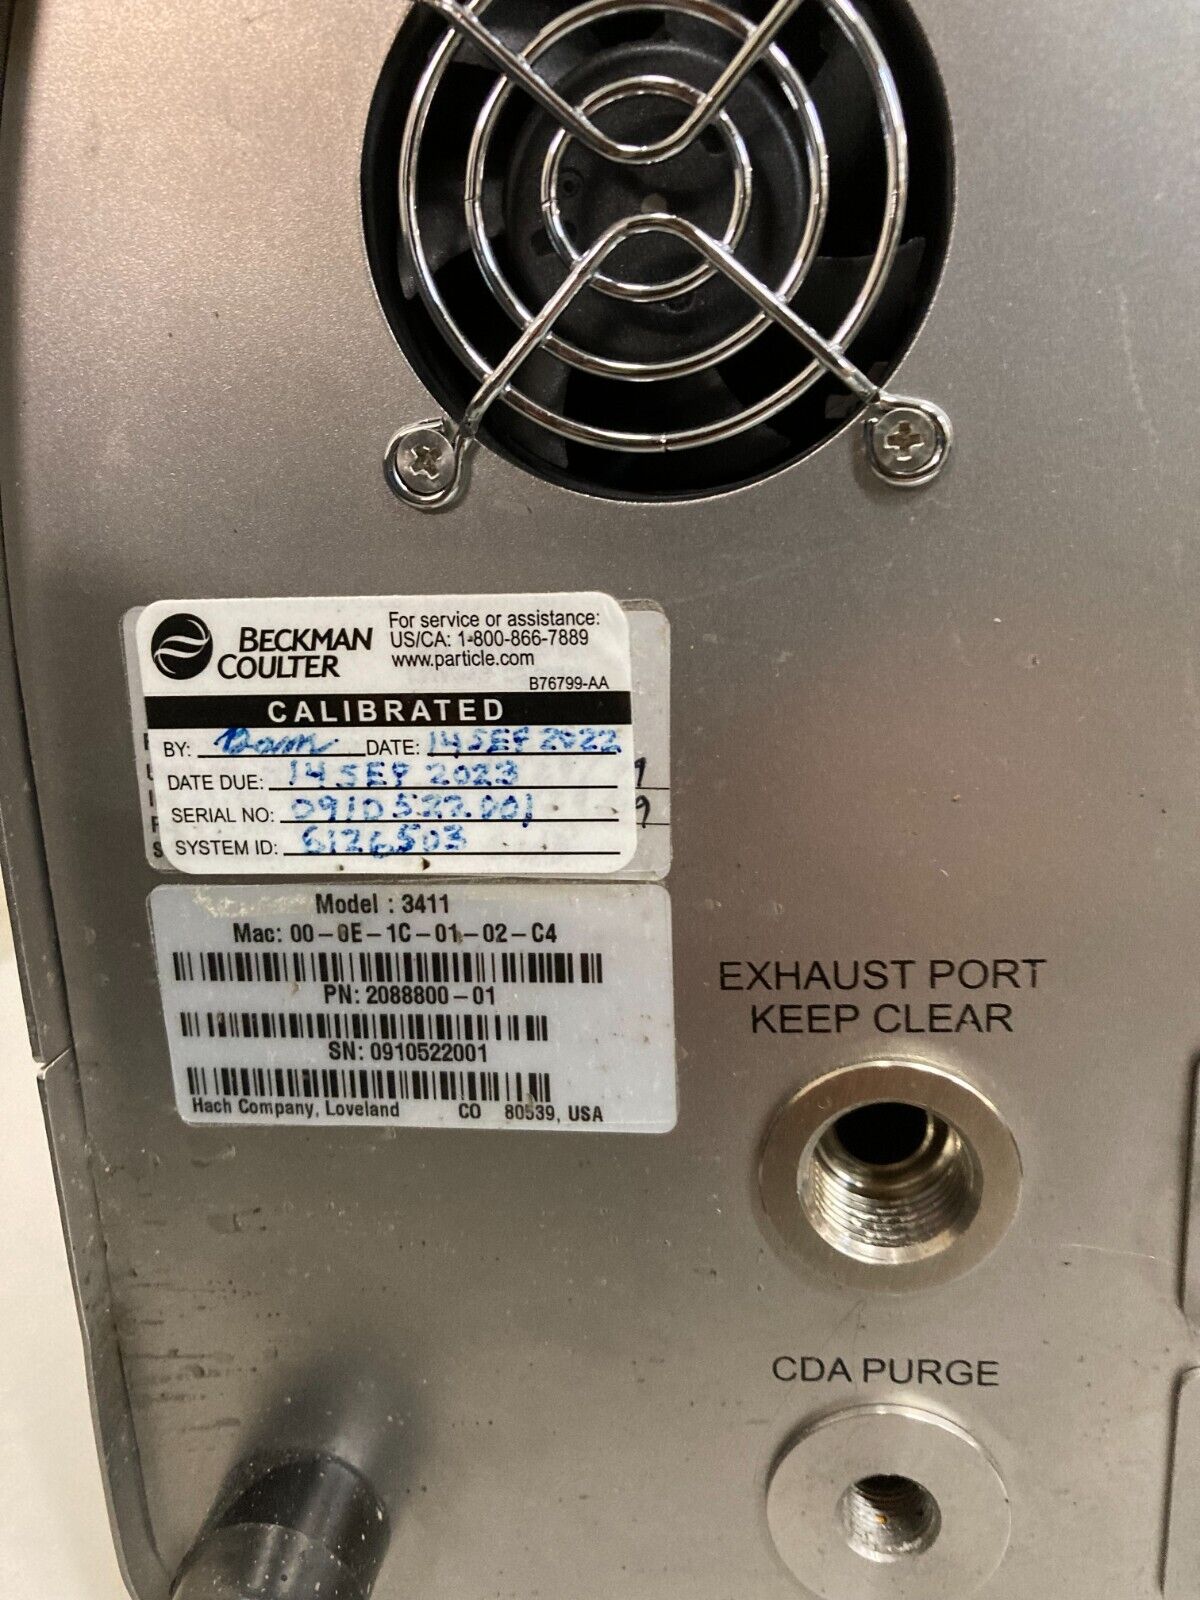 BECKMAN
COULTER
For service or assistance:
US/CA: 1-800-866-7889
www.particle.com
B76799-AA
CALIBRATED
BY: DATE: 14 SEP 2022
DATE DUE: 14 SEP 2023
SERIAL NO: 0910522001
SYSTEM ID: 6126503
9
Model : 3411
Mac: 00-0E-1C-01-02-C4
PN: 2088800-01
SN: 0910522001
Hach Company, Loveland CO 80539, USA
EXHAUST PORT
KEEP CLEAR
CDA PURGE